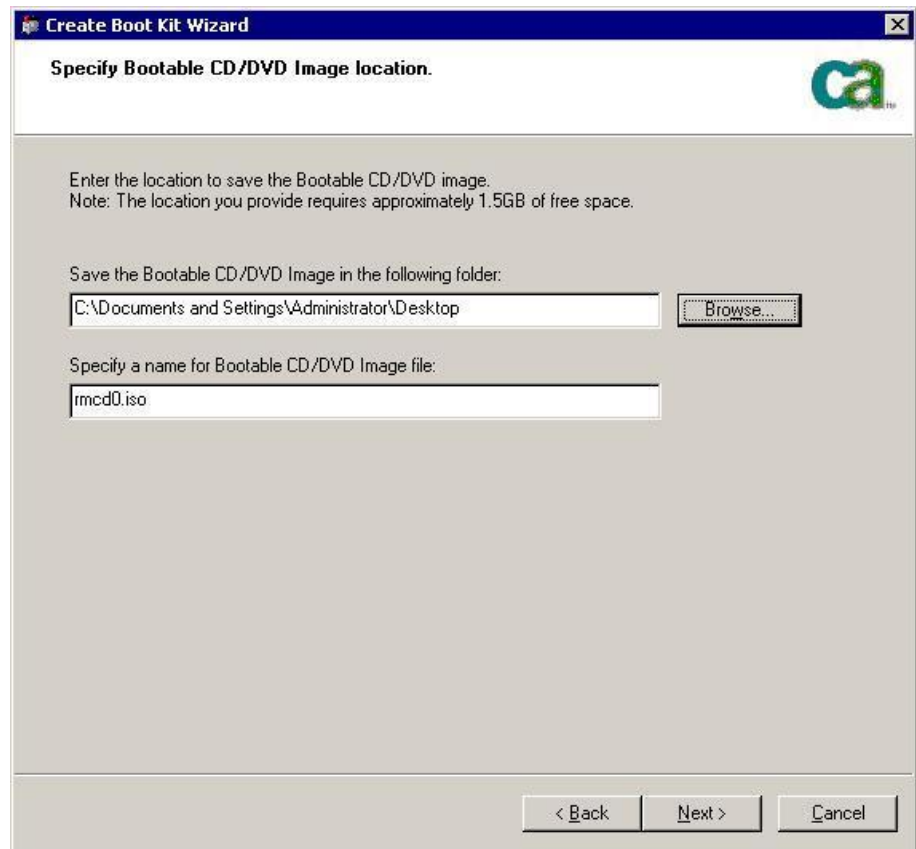 Create Boot Kit Wizard
Specify Bootable CD/DVD Image location.
ca
Enter the location to save the Bootable CD/DVD image.
Note: The location you provide requires approximately 1.5GB of free space.
Save the Bootable CD/DVD Image in the following folder:
C:\Documents and Settings\Administrator\Desktop
Browse...
Specify a name for Bootable CD/DVD Image file:
rmcd0.iso
< Back
Next >
Cancel